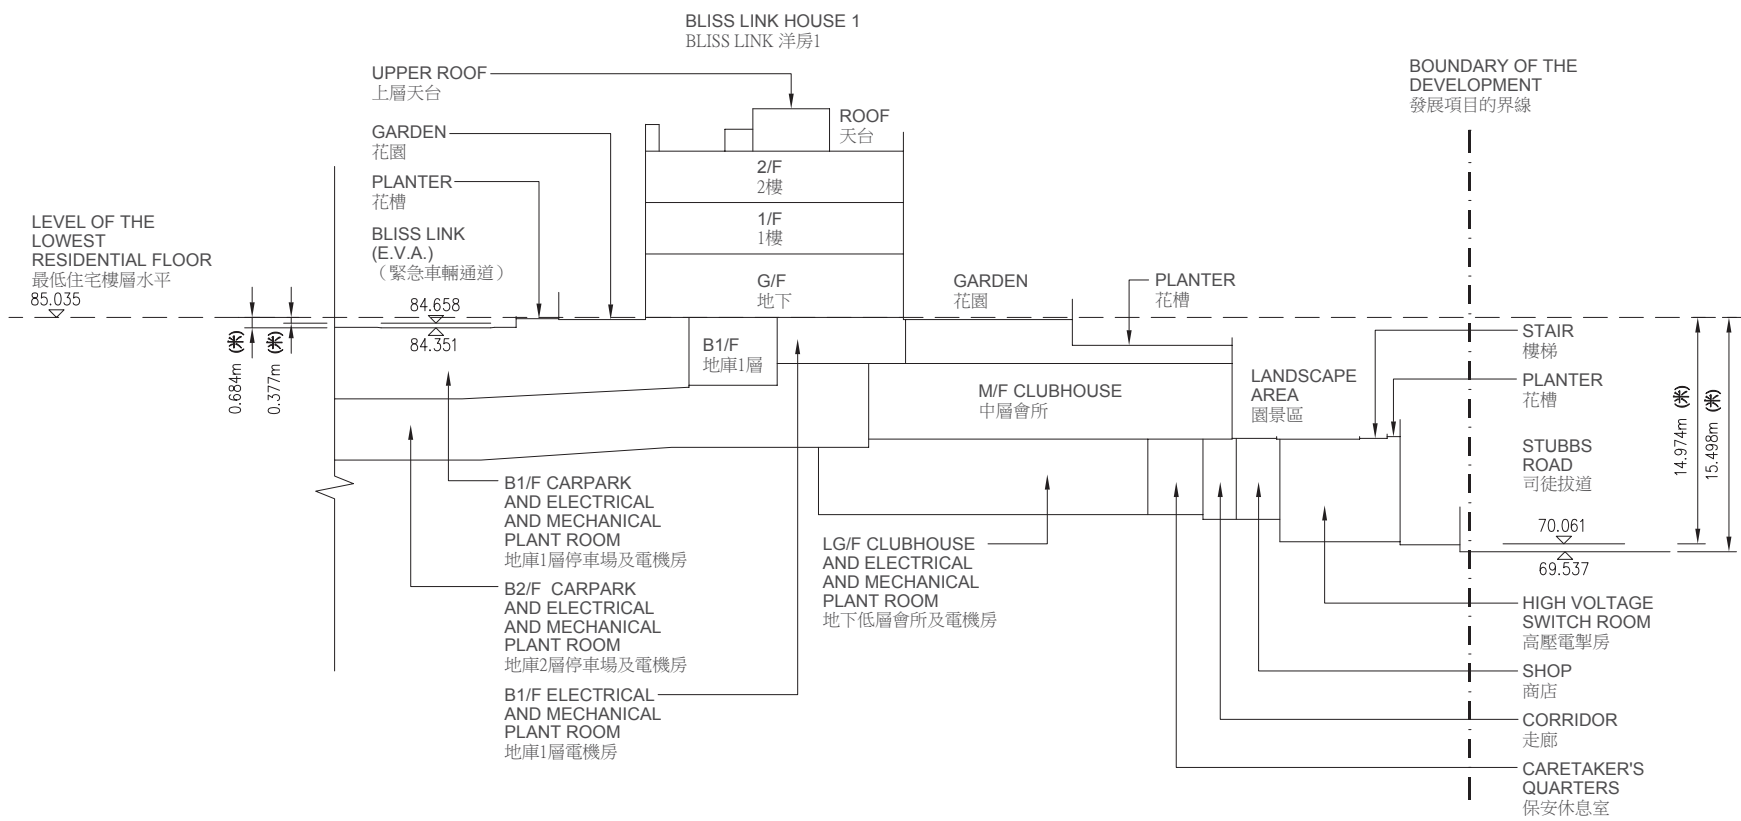 BLISS LINK HOUSE 1
BLISS LINK 洋房1
UPPER ROOF
上層天台
GARDEN
花園
PLANTER
花槽
BLISS LINK
(E.V.A.)
（緊急車輛通道）
LEVEL OF THE
LOWEST
RESIDENTIAL FLOOR
最低住宅樓層水平
85.035
84.658
84.351
0.684m (米)
0.377m (米)
ROOF
天台
2/F
2樓
1/F
1樓
G/F
地下
B1/F
地庫1層
GARDEN
花園
PLANTER
花槽
M/F CLUBHOUSE
中層會所
LANDSCAPE
AREA
園景區
BOUNDARY OF THE
DEVELOPMENT
發展項目的界線
STAIR
樓梯
PLANTER
花槽
STUBBS
ROAD
司徒拔道
14.974m (米)
15.498m (米)
70.061
69.537
B1/F CARPARK
AND ELECTRICAL
AND MECHANICAL
PLANT ROOM
地庫1層停車場及電機房
B2/F CARPARK
AND ELECTRICAL
AND MECHANICAL
PLANT ROOM
地庫2層停車場及電機房
B1/F ELECTRICAL
AND MECHANICAL
PLANT ROOM
地庫1層電機房
LG/F CLUBHOUSE
AND ELECTRICAL
AND MECHANICAL
PLANT ROOM
地下低層會所及電機房
HIGH VOLTAGE
SWITCH ROOM
高壓電掣房
SHOP
商店
CORRIDOR
走廊
CARETAKER'S
QUARTERS
保安休息室